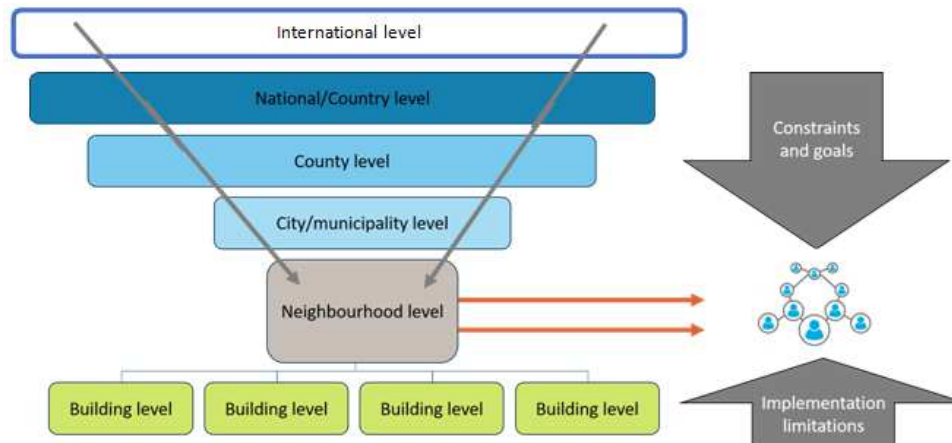 International level
National/Country level
County level
City/municipality level
Neighbourhood level
Building level
Building level
Building level
Building level
Constraints
and goals
Implementation
limitations